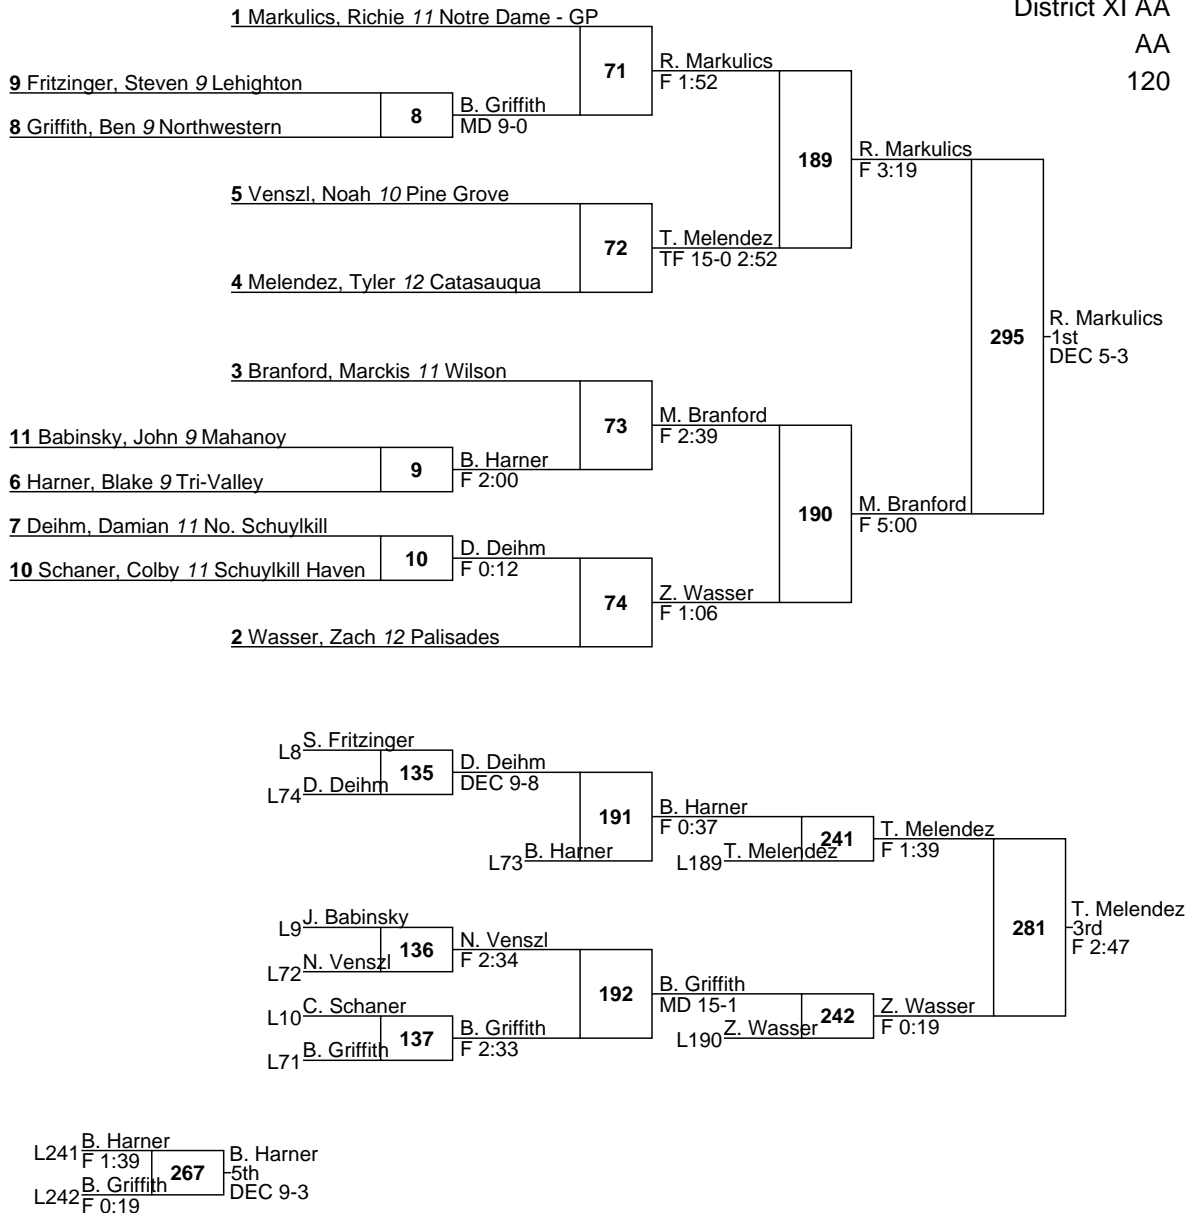 District XI AA
AA
120
1 Markulics, Richie 11 Notre Dame - GP
71
R. Markulics
F 1:52
9 Fritzinger, Steven 9 Lehighton
8
B. Griffith
MD 9-0
8 Griffith, Ben 9 Northwestern
189
R. Markulics
F 3:19
5 Venszl, Noah 10 Pine Grove
72
T. Melendez
TF 15-0 2:52
4 Melendez, Tyler 12 Catasauqua
295
R. Markulics
1st
DEC 5-3
3 Branford, Marckis 11 Wilson
73
M. Branford
F 2:39
11 Babinsky, John 9 Mahanoy
9
B. Harner
F 2:00
6 Harner, Blake 9 Tri-Valley
190
M. Branford
F 5:00
7 Deihm, Damian 11 No. Schuylkill
10
D. Deihm
F 0:12
10 Schaner, Colby 11 Schuylkill Haven
74
Z. Wasser
F 1:06
2 Wasser, Zach 12 Palisades
L8 S. Fritzinger
135
D. Deihm
DEC 9-8
L74 D. Deihm
191
B. Harner
F 0:37
L73 B. Harner
L189 T. Melendez
241
T. Melendez
F 1:39
L9 J. Babinsky
136
N. Venszl
F 2:34
L72 N. Venszl
281
T. Melendez
3rd
F 2:47
192
B. Griffith
MD 15-1
L10 C. Schaner
137
B. Griffith
F 2:33
L71 B. Griffith
L190 Z. Wasser
242
Z. Wasser
F 0:19
L241 B. Harner
F 1:39
267
B. Harner
5th
DEC 9-3
L242 B. Griffith
F 0:19